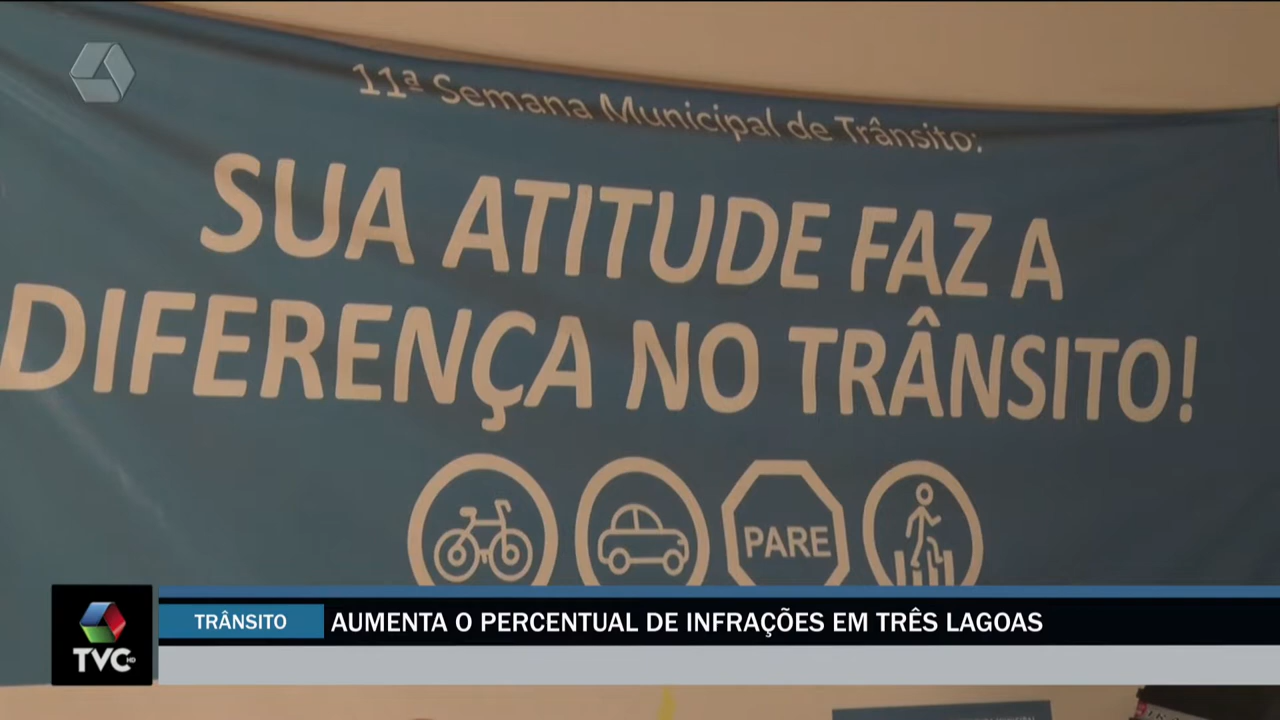 11ª Semana Municipal de Trânsito:
SUA ATITUDE FAZ A
DIFERENÇA NO TRÂNSITO!
PARE
TRÂNSITO AUMENTA O PERCENTUAL DE INFRAÇÕES EM TRÊS LAGOAS
TVC HD